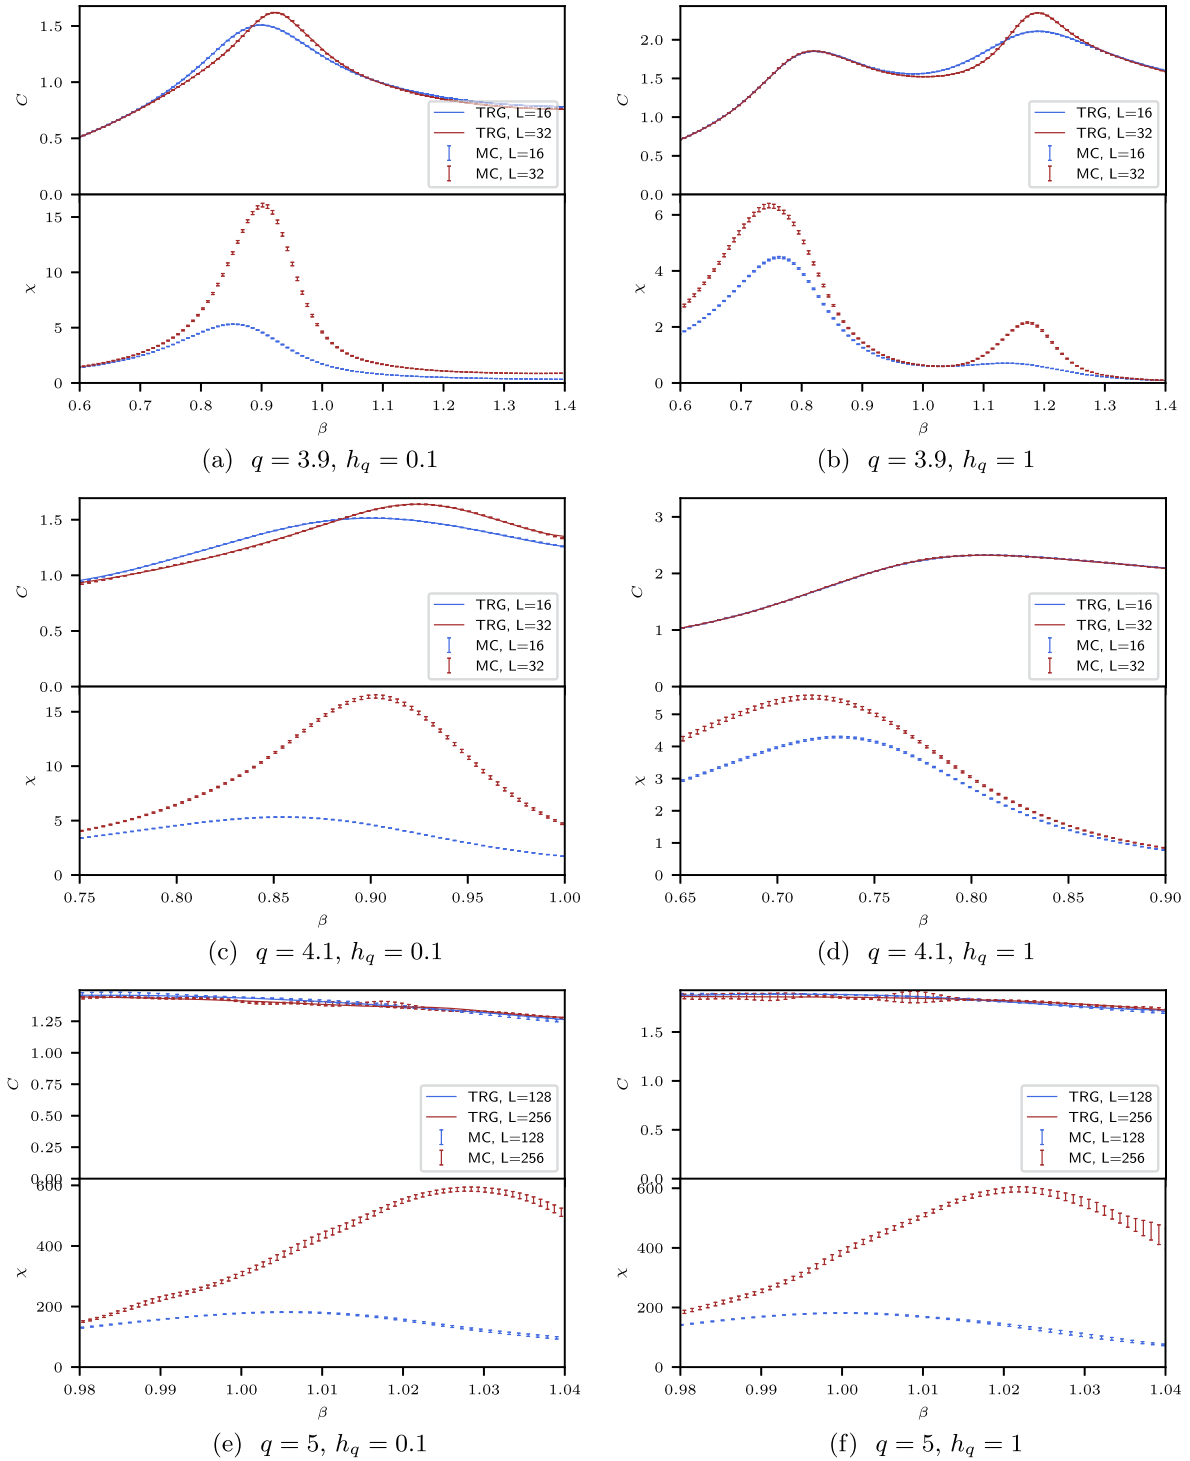 1.5
1.0
0.5
0.0
C
TRG, L=16
TRG, L=32
MC, L=16
MC, L=32
15
10
5
0
χ
0.6 0.7 0.8 0.9 1.0 1.1 1.2 1.3 1.4
β
(a) q = 3.9, h_q = 0.1
2.0
1.5
1.0
0.5
0.0
C
TRG, L=16
TRG, L=32
MC, L=16
MC, L=32
6
4
2
0
χ
0.6 0.7 0.8 0.9 1.0 1.1 1.2 1.3 1.4
β
(b) q = 3.9, h_q = 1
1.5
1.0
0.5
0.0
C
TRG, L=16
TRG, L=32
MC, L=16
MC, L=32
15
10
5
0
χ
0.75 0.80 0.85 0.90 0.95 1.00
β
(c) q = 4.1, h_q = 0.1
3
2
1
0
C
TRG, L=16
TRG, L=32
MC, L=16
MC, L=32
5
4
3
2
1
0
χ
0.65 0.70 0.75 0.80 0.85 0.90
β
(d) q = 4.1, h_q = 1
1.25
1.00
0.75
0.50
0.25
0.00
C
TRG, L=128
TRG, L=256
MC, L=128
MC, L=256
600
400
200
0
χ
0.98 0.99 1.00 1.01 1.02 1.03 1.04
β
(e) q = 5, h_q = 0.1
1.5
1.0
0.5
0.0
C
TRG, L=128
TRG, L=256
MC, L=128
MC, L=256
600
400
200
0
χ
0.98 0.99 1.00 1.01 1.02 1.03 1.04
β
(f) q = 5, h_q = 1